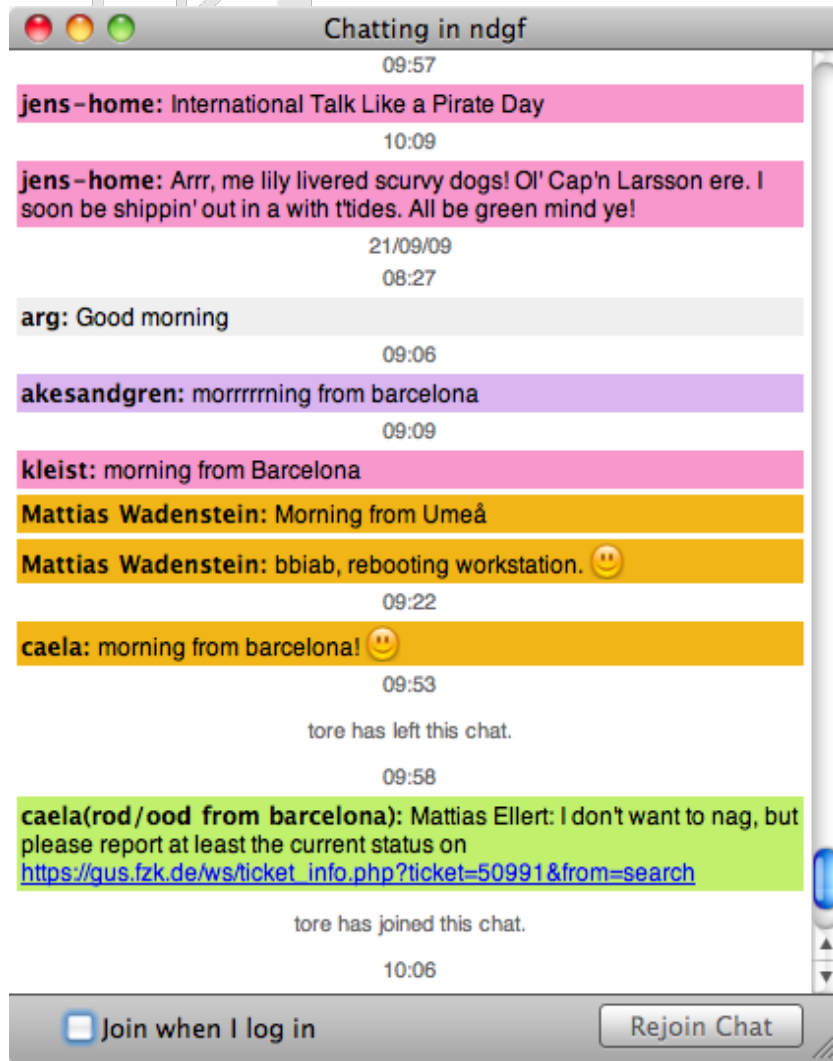 Chatting in ndgf
09:57
jens-home: International Talk Like a Pirate Day
10:09
jens-home: Arrr, me lily livered scurvy dogs! Ol' Cap'n Larsson ere. I
soon be shippin' out in a with t'tides. All be green mind ye!
21/09/09
08:27
arg: Good morning
09:06
akesandgren: morrrrrning from barcelona
09:09
kleist: morning from Barcelona
Mattias Wadenstein: Morning from Umeå
Mattias Wadenstein: bbiab, rebooting workstation.
09:22
caela: morning from barcelona!
09:53
tore has left this chat.
09:58
caela(rod/ood from barcelona): Mattias Ellert: I don't want to nag, but
please report at least the current status on
https://gus.fzk.de/ws/ticket_info.php?ticket=50991&from=search
tore has joined this chat.
10:06
Join when I log in
Rejoin Chat